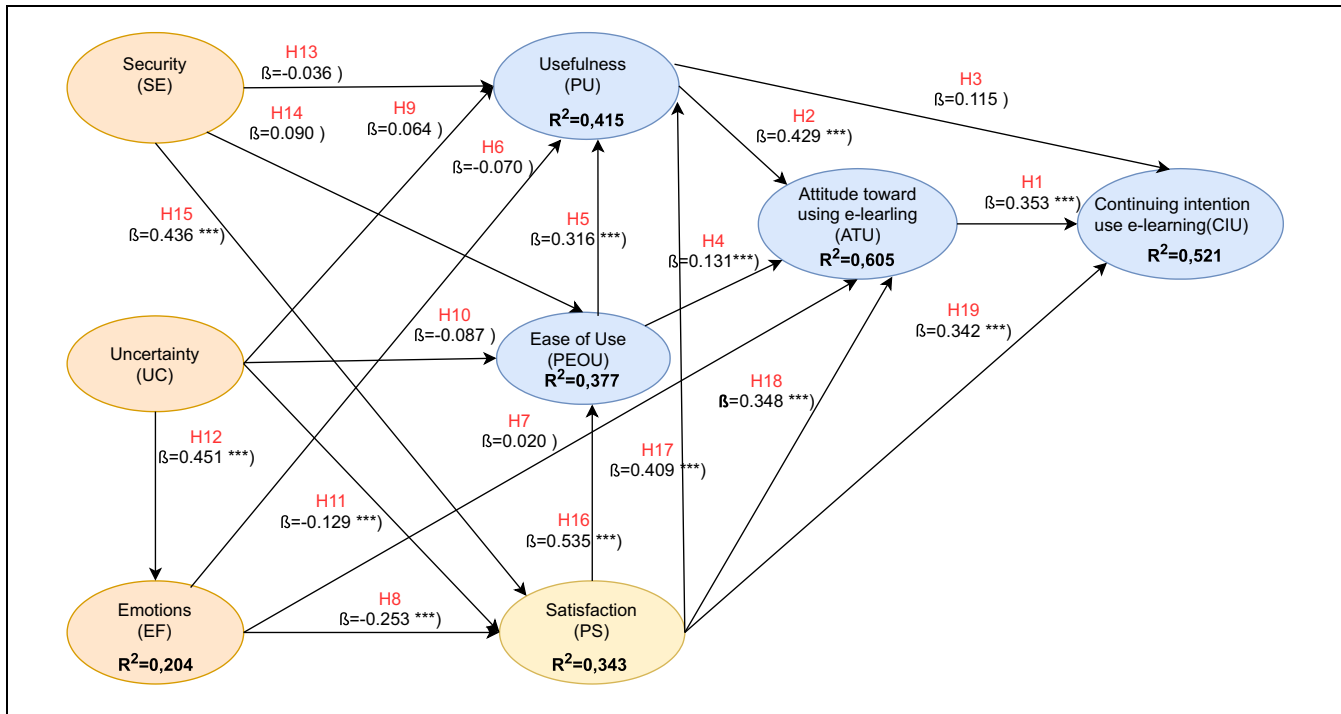 Security
(SE)
H13
ß=-0.036 )
Usefulness
(PU)
R²=0,415
H3
ß=0.115 )
H14
ß=0.090 )
H9
ß=0.064 )
H2
ß=0.429 ***)
H6
ß=-0.070 )
H15
ß=0.436 ***)
H5
ß=0.316 ***)
H4
ß=0.131***)
Attitude toward
using e-learling
(ATU)
R²=0,605
H1
ß=0.353 ***)
Continuing intention
use e-learning(CIU)
R²=0,521
H10
ß=-0.087 )
Uncertainty
(UC)
Ease of Use
(PEOU)
R²=0,377
H19
ß=0.342 ***)
H18
ß=0.348 ***)
H12
ß=0.451 ***)
H7
ß=0.020 )
H17
ß=0.409 ***)
H11
ß=-0.129 ***)
H16
ß=0.535 ***)
Emotions
(EF)
R²=0,204
H8
ß=-0.253 ***)
Satisfaction
(PS)
R²=0,343